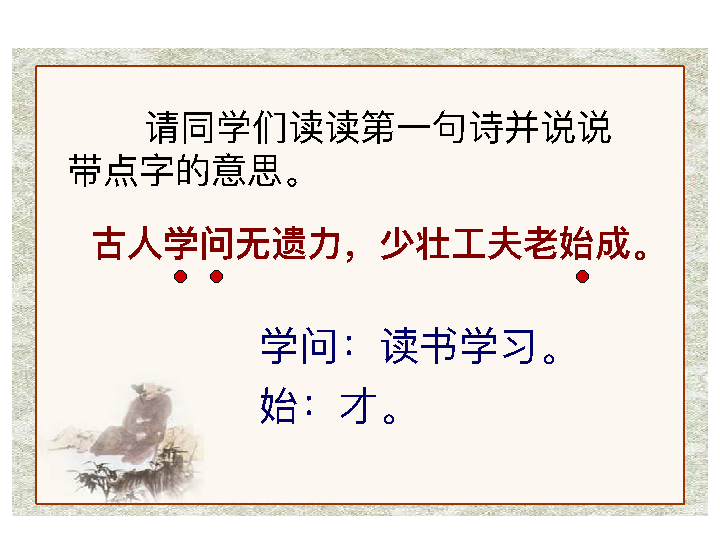 请同学们读读第一句诗并说说
带点字的意思。
古人学问无遗力，少壮工夫老始成。
学问：读书学习。
始：才。